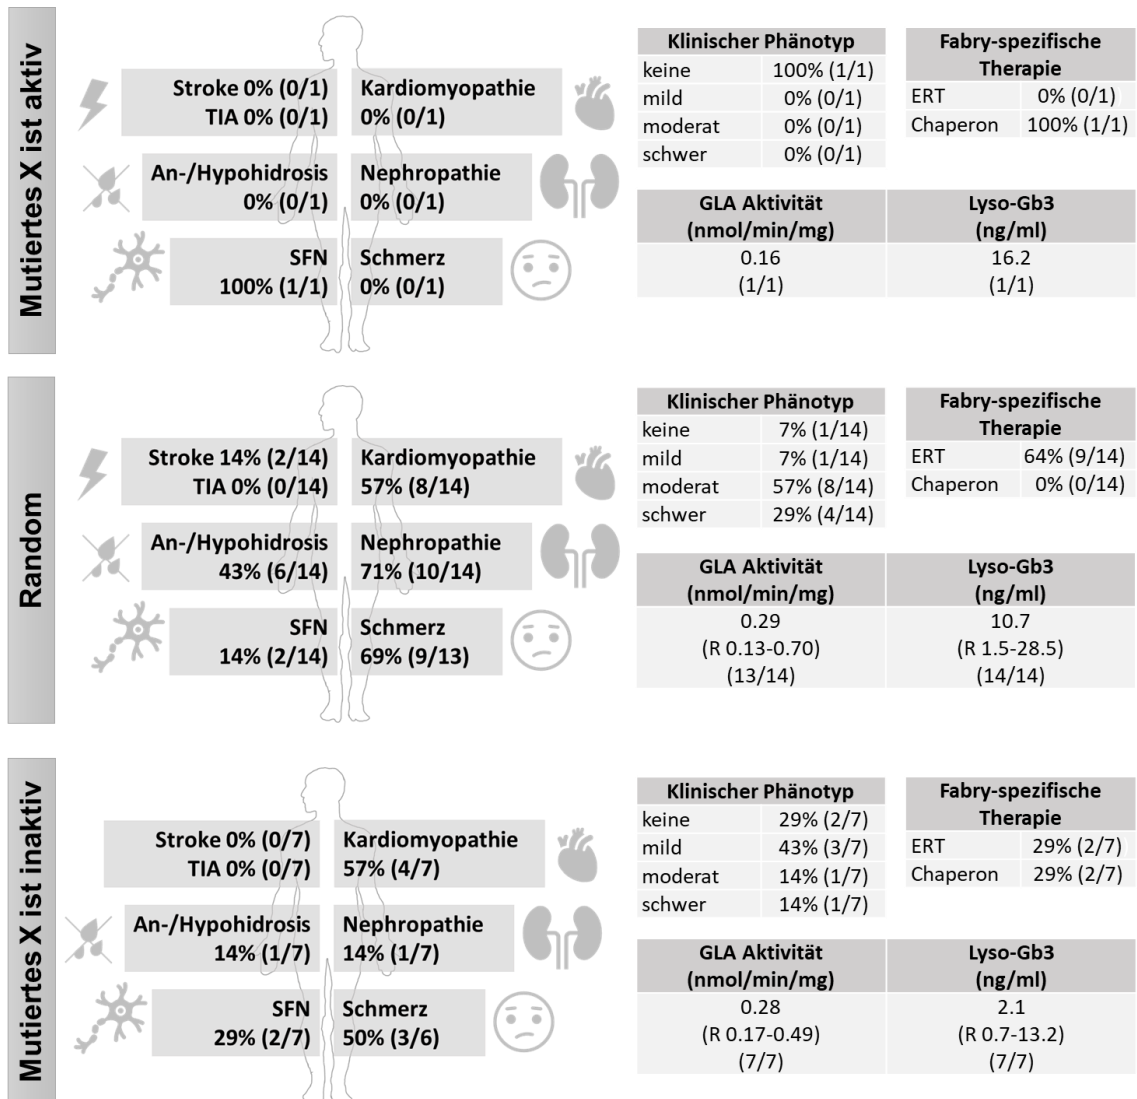 Mutiertes X ist aktiv
Stroke 0% (0/1)
TIA 0% (0/1)
Kardiomyopathie
0% (0/1)
An-/Hypohidrosis
0% (0/1)
Nephropathie
0% (0/1)
SFN
100% (1/1)
Schmerz
0% (0/1)
Klinischer Phänotyp
keine 100% (1/1)
mild 0% (0/1)
moderat 0% (0/1)
schwer 0% (0/1)
Fabry-spezifische
Therapie
ERT 0% (0/1)
Chaperon 100% (1/1)
GLA Aktivität
(nmol/min/mg)
0.16
(1/1)
Lyso-Gb3
(ng/ml)
16.2
(1/1)
Random
Stroke 14% (2/14)
TIA 0% (0/14)
Kardiomyopathie
57% (8/14)
An-/Hypohidrosis
43% (6/14)
Nephropathie
71% (10/14)
SFN
14% (2/14)
Schmerz
69% (9/13)
Klinischer Phänotyp
keine 7% (1/14)
mild 7% (1/14)
moderat 57% (8/14)
schwer 29% (4/14)
Fabry-spezifische
Therapie
ERT 64% (9/14)
Chaperon 0% (0/14)
GLA Aktivität
(nmol/min/mg)
0.29
(R 0.13-0.70)
(13/14)
Lyso-Gb3
(ng/ml)
10.7
(R 1.5-28.5)
(14/14)
Mutiertes X ist inaktiv
Stroke 0% (0/7)
TIA 0% (0/7)
Kardiomyopathie
57% (4/7)
An-/Hypohidrosis
14% (1/7)
Nephropathie
14% (1/7)
SFN
29% (2/7)
Schmerz
50% (3/6)
Klinischer Phänotyp
keine 29% (2/7)
mild 43% (3/7)
moderat 14% (1/7)
schwer 14% (1/7)
Fabry-spezifische
Therapie
ERT 29% (2/7)
Chaperon 29% (2/7)
GLA Aktivität
(nmol/min/mg)
0.28
(R 0.17-0.49)
(7/7)
Lyso-Gb3
(ng/ml)
2.1
(R 0.7-13.2)
(7/7)